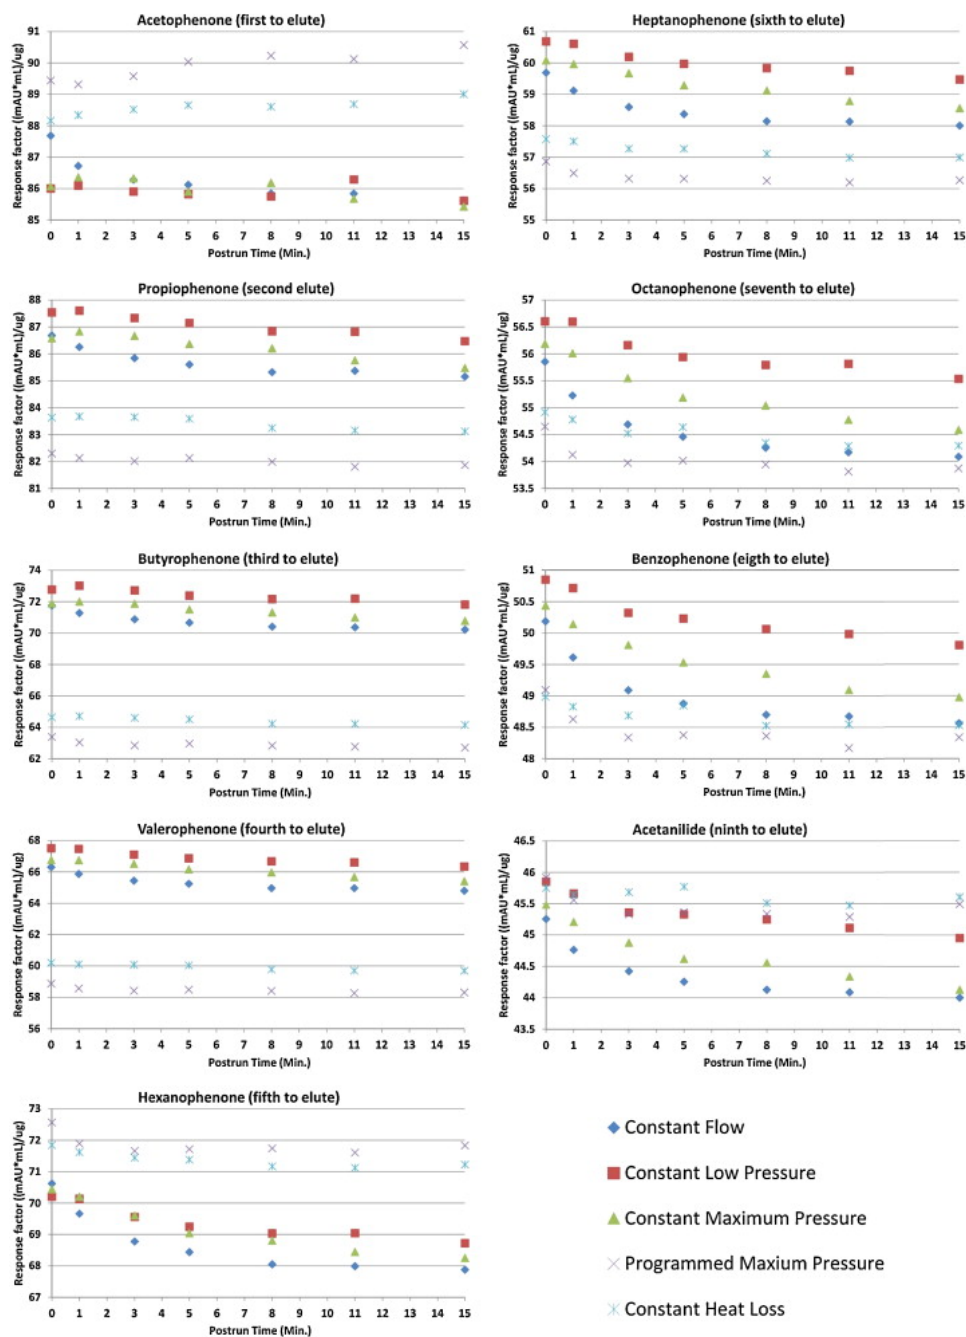 Acetophenone (first to elute)
Response factor ((mAU*mL)/ug)
91
90
89
88
87
86
85
0 1 2 3 4 5 6 7 8 9 10 11 12 13 14 15
Postrun Time (Min.)
Heptanophenone (sixth to elute)
Response factor ((mAU*mL)/ug)
61
60
59
58
57
56
55
0 1 2 3 4 5 6 7 8 9 10 11 12 13 14 15
Postrun Time (Min.)
Propiophenone (second elute)
Response factor ((mAU*mL)/ug)
88
87
86
85
84
83
82
81
0 1 2 3 4 5 6 7 8 9 10 11 12 13 14 15
Postrun Time (Min.)
Octanophenone (seventh to elute)
Response factor ((mAU*mL)/ug)
57
56.5
56
55.5
55
54.5
54
53.5
0 1 2 3 4 5 6 7 8 9 10 11 12 13 14 15
Postrun Time (Min.)
Butyrophenone (third to elute)
Response factor ((mAU*mL)/ug)
74
72
70
68
66
64
62
0 1 2 3 4 5 6 7 8 9 10 11 12 13 14 15
Postrun Time (Min.)
Benzophenone (eigth to elute)
Response factor ((mAU*mL)/ug)
51
50.5
50
49.5
49
48.5
48
0 1 2 3 4 5 6 7 8 9 10 11 12 13 14 15
Postrun Time (Min.)
Valerophenone (fourth to elute)
Response factor ((mAU*mL)/ug)
68
66
64
62
60
58
56
0 1 2 3 4 5 6 7 8 9 10 11 12 13 14 15
Postrun Time (Min.)
Acetanilide (ninth to elute)
Response factor ((mAU*mL)/ug)
46.5
46
45.5
45
44.5
44
43.5
0 1 2 3 4 5 6 7 8 9 10 11 12 13 14 15
Postrun Time (Min.)
Hexanophenone (fifth to elute)
Response factor ((mAU*mL)/ug)
73
72
71
70
69
68
67
0 1 2 3 4 5 6 7 8 9 10 11 12 13 14 15
Postrun Time (Min.)
Constant Flow
Constant Low Pressure
Constant Maximum Pressure
Programmed Maxium Pressure
Constant Heat Loss